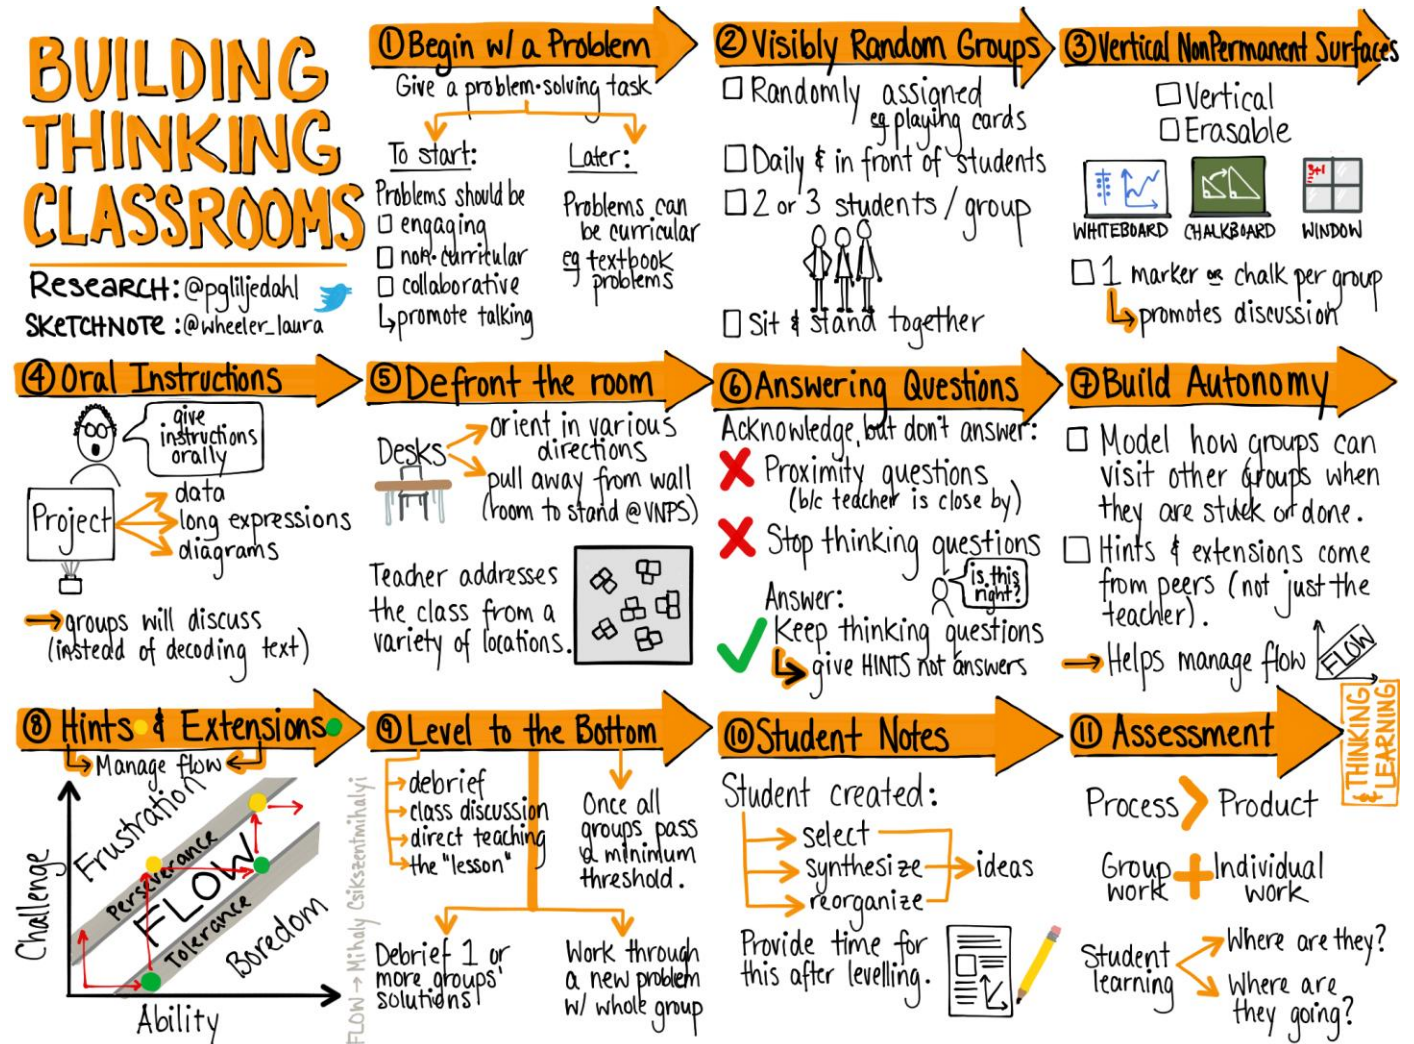 BUILDING
THINKING
CLASSROOMS
RESEARCH: @pgliljedahl
SKETCHNOTE: @wheeler_laura
① Begin w/ a Problem
Give a problem-solving task
To start:
Problems should be
engaging
non-curricular
collaborative
promote talking
Later:
Problems can
be curricular
eg textbook
problems
② Visibly Random Groups
Randomly assigned
eg playing cards
Daily & in front of students
2 or 3 students / group
Sit & stand together
③ Vertical NonPermanent Surfaces
Vertical
Erasable
WHITEBOARD
CHALKBOARD
WINDOW
1 marker or chalk per group
promotes discussion
④ Oral Instructions
give
instructions
orally
Project
data
long expressions
diagrams
groups will discuss
(instead of decoding text)
⑤ Defront the room
Desks
orient in various
directions
pull away from wall
(room to stand @VNPS)
Teacher addresses
the class from a
variety of locations.
⑥ Answering Questions
Acknowledge, but don't answer:
Proximity questions
(b/c teacher is close by)
Stop thinking questions
is this
right?
Answer:
Keep thinking questions
give HINTS not answers
⑦ Build Autonomy
Model how groups can
visit other groups when
they are stuck or done.
Hints & extensions come
from peers (not just the
teacher).
Helps manage flow
FLOW
⑧ Hints & Extensions
Manage flow
Challenge
Frustration
Perseverance
FLOW
Tolerance
Boredom
Ability
FLOW → Mihaly Csikszentmihalyi
⑨ Level to the Bottom
debrief
class discussion
direct teaching
the "lesson"
Once all
groups pass
a minimum
threshold.
Debrief 1 or
more groups'
solutions
Work through
a new problem
w/ whole group
⑩ Student Notes
Student created:
select
synthesize
reorganize
ideas
Provide time for
this after levelling.
⑪ Assessment
THINKING
& LEARNING
Process > Product
Group
work
+
Individual
work
Student
learning
Where are they?
Where are
they going?